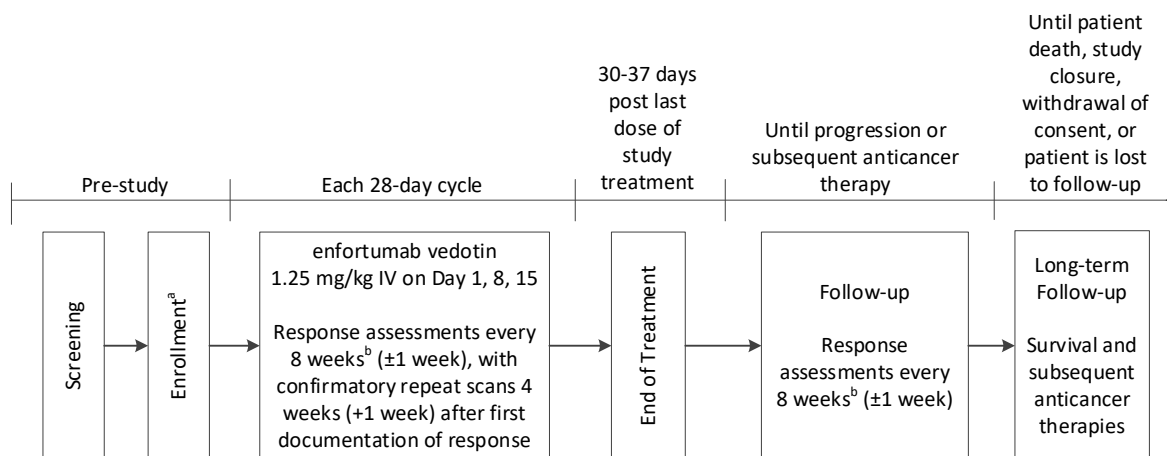 Pre-study
Each 28-day cycle
30-37 days
post last
dose of
study
treatment
Until progression or
subsequent anticancer
therapy
Until patient
death, study
closure,
withdrawal of
consent, or
patient is lost
to follow-up
Screening
Enrollmentᵃ
enfortumab vedotin
1.25 mg/kg IV on Day 1, 8, 15
Response assessments every
8 weeksᵇ (±1 week), with
confirmatory repeat scans 4
weeks (+1 week) after first
documentation of response
End of Treatment
Follow-up
Response
assessments every
8 weeksᵇ (±1 week)
Long-term
Follow-up
Survival and
subsequent
anticancer
therapies